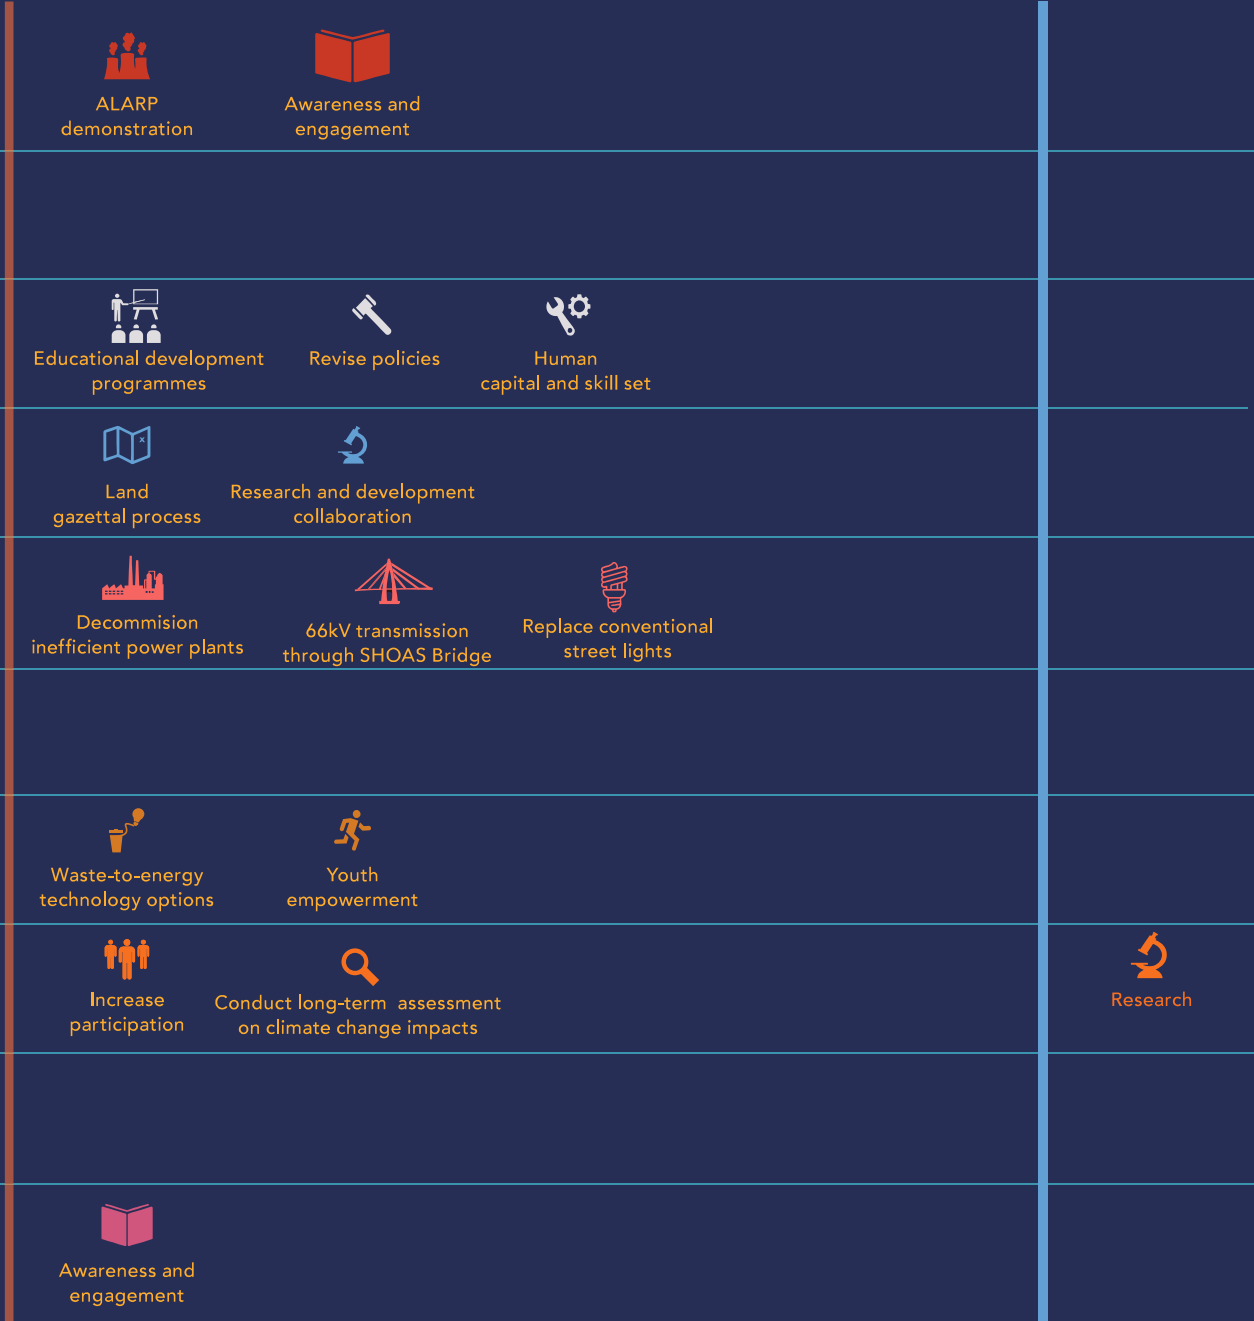 ALARP
demonstration
Awareness and
engagement
Educational development
programmes
Revise policies
Human
capital and skill set
Land
gazettal process
Research and development
collaboration
Decommision
inefficient power plants
66kV transmission
through SHOAS Bridge
Replace conventional
street lights
Waste-to-energy
technology options
Youth
empowerment
Increase
participation
Conduct long-term assessment
on climate change impacts
Research
Awareness and
engagement